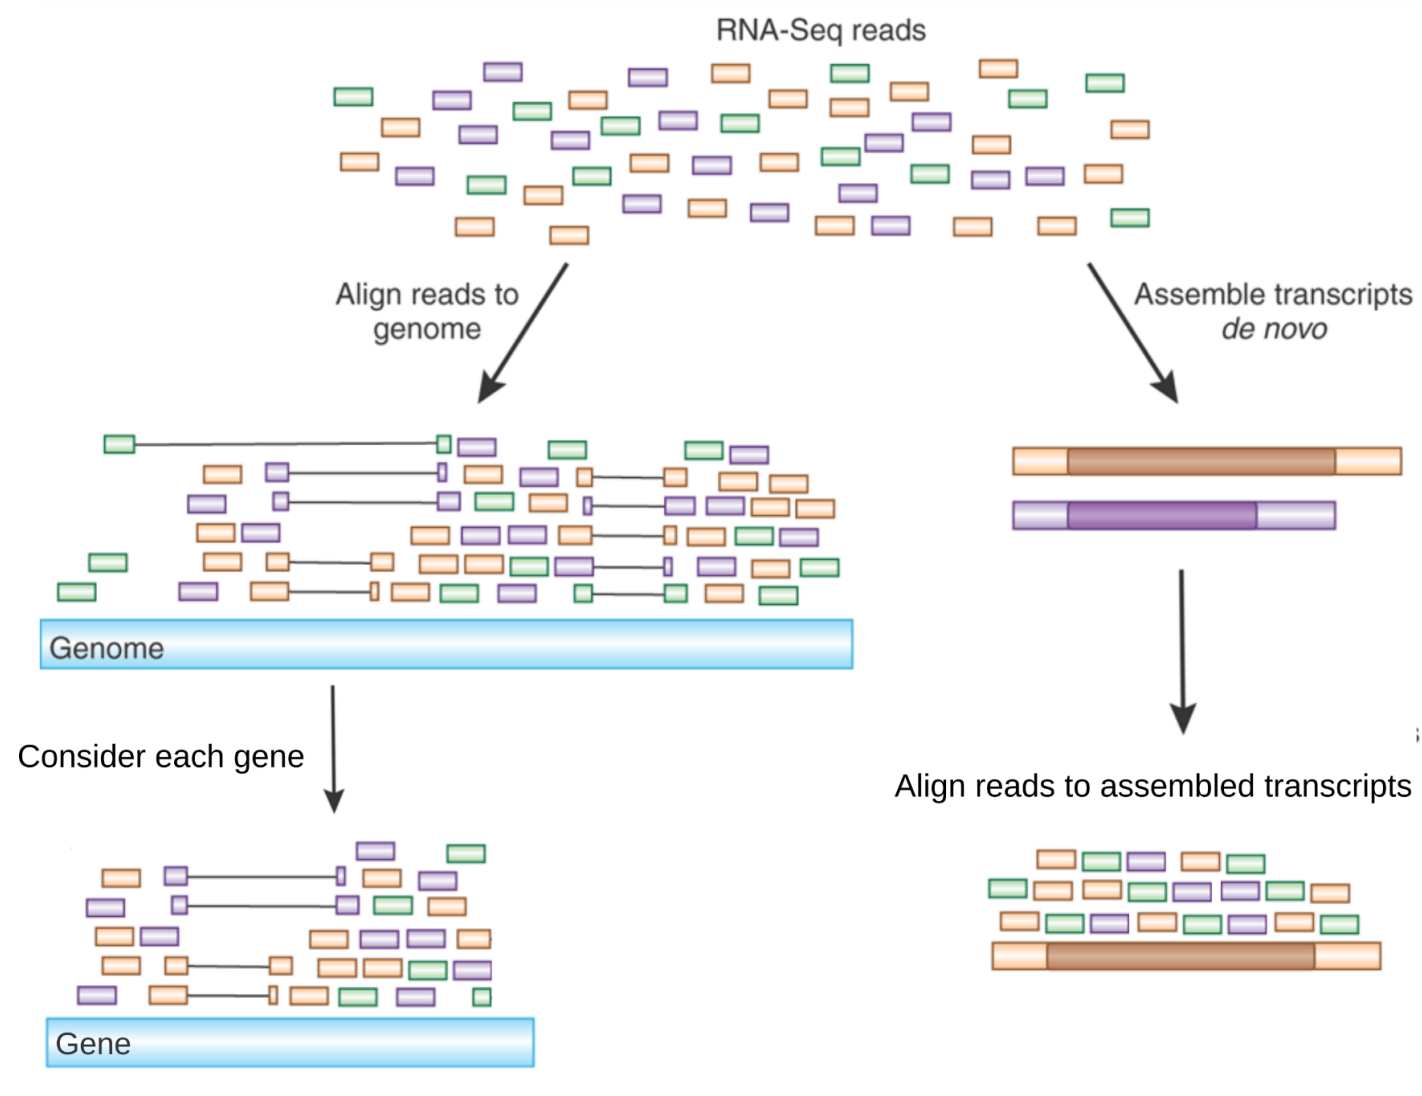 RNA-Seq reads
Align reads to
genome
Assemble transcripts
de novo
Genome
Consider each gene
Align reads to assembled transcripts
Gene